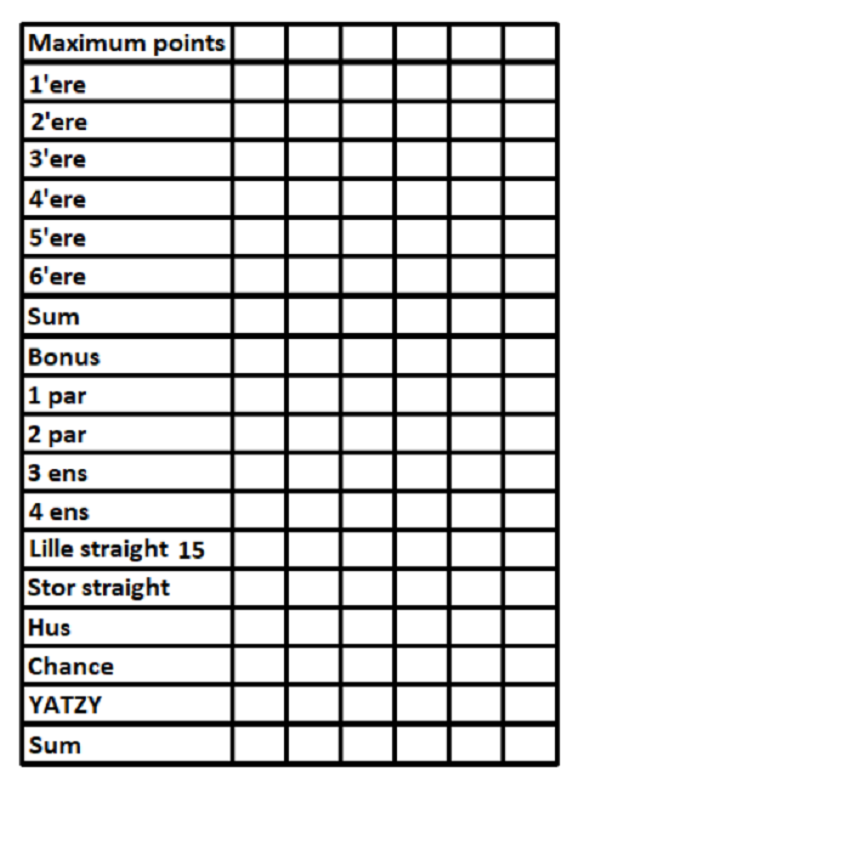 Maximum points
1'ere
2'ere
3'ere
4'ere
5'ere
6'ere
Sum
Bonus
1 par
2 par
3 ens
4 ens
Lille straight 15
Stor straight
Hus
Chance
YATZY
Sum